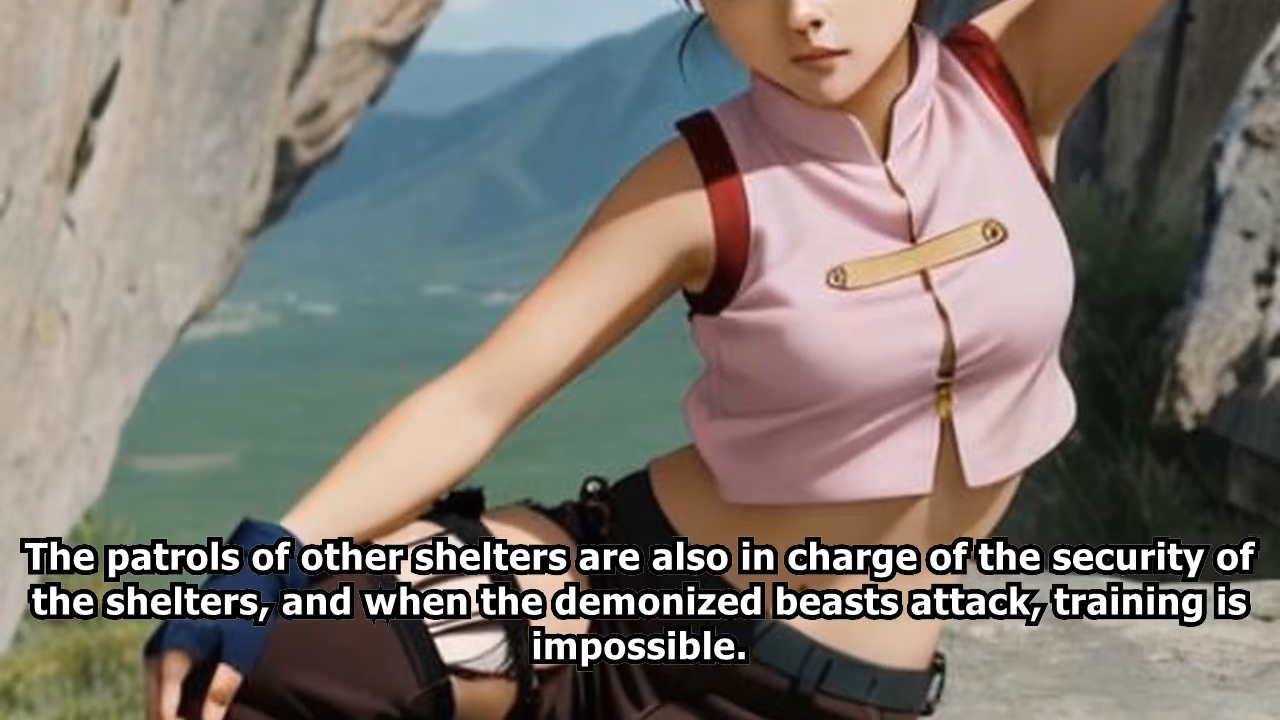 The patrols of other shelters are also in charge of the security of
the shelters, and when the demonized beasts attack, training is
impossible.